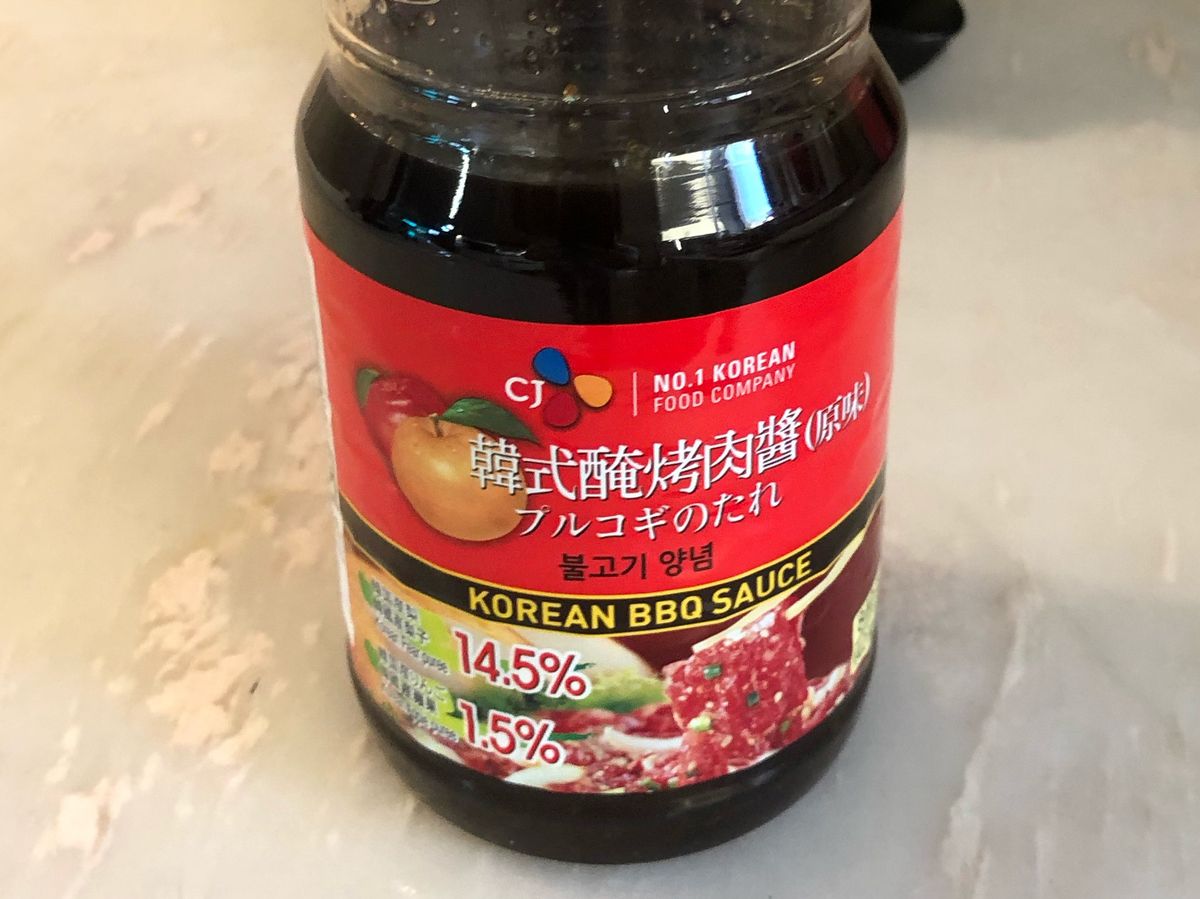 CJ
NO.1 KOREAN
FOOD COMPANY
韓式醃烤肉醬(原味)
プルコギのたれ
불고기 양념
KOREAN BBQ SAUCE
14.5%
1.5%